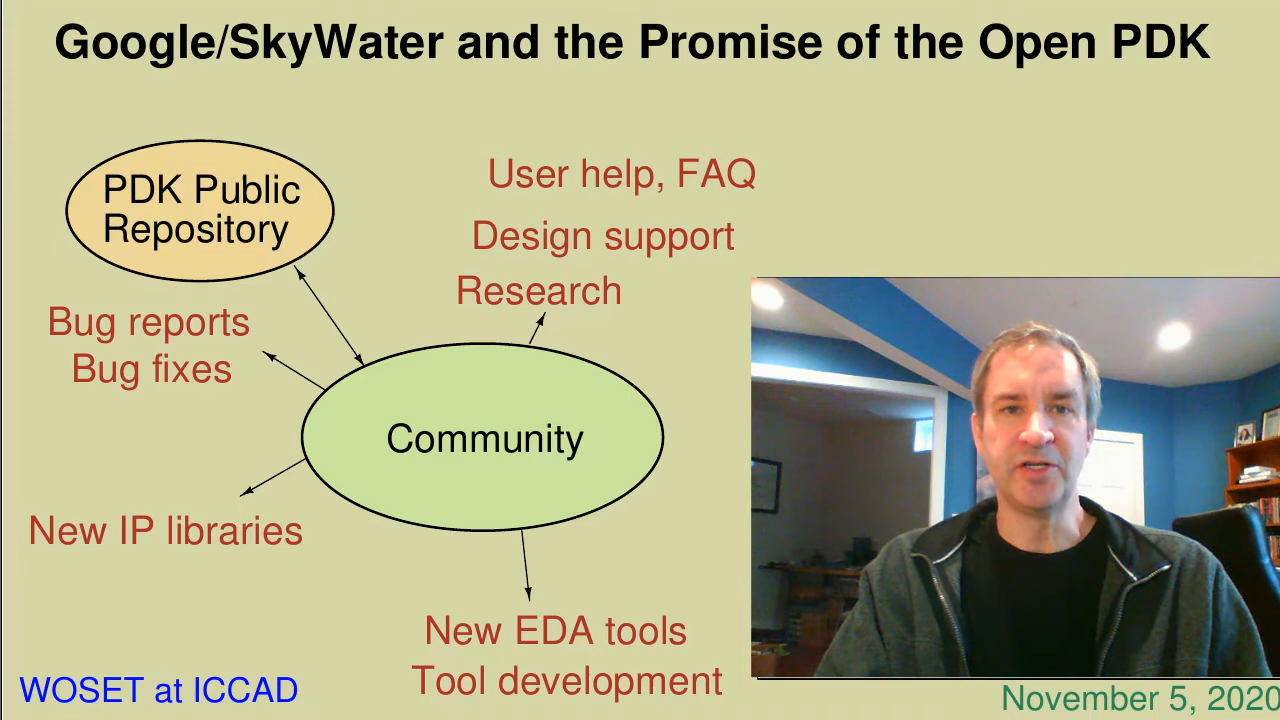 Google/SkyWater and the Promise of the Open PDK
PDK Public
Repository
User help, FAQ
Design support
Research
Bug reports
Bug fixes
Community
New IP libraries
New EDA tools
Tool development
WOSET at ICCAD
November 5, 2020